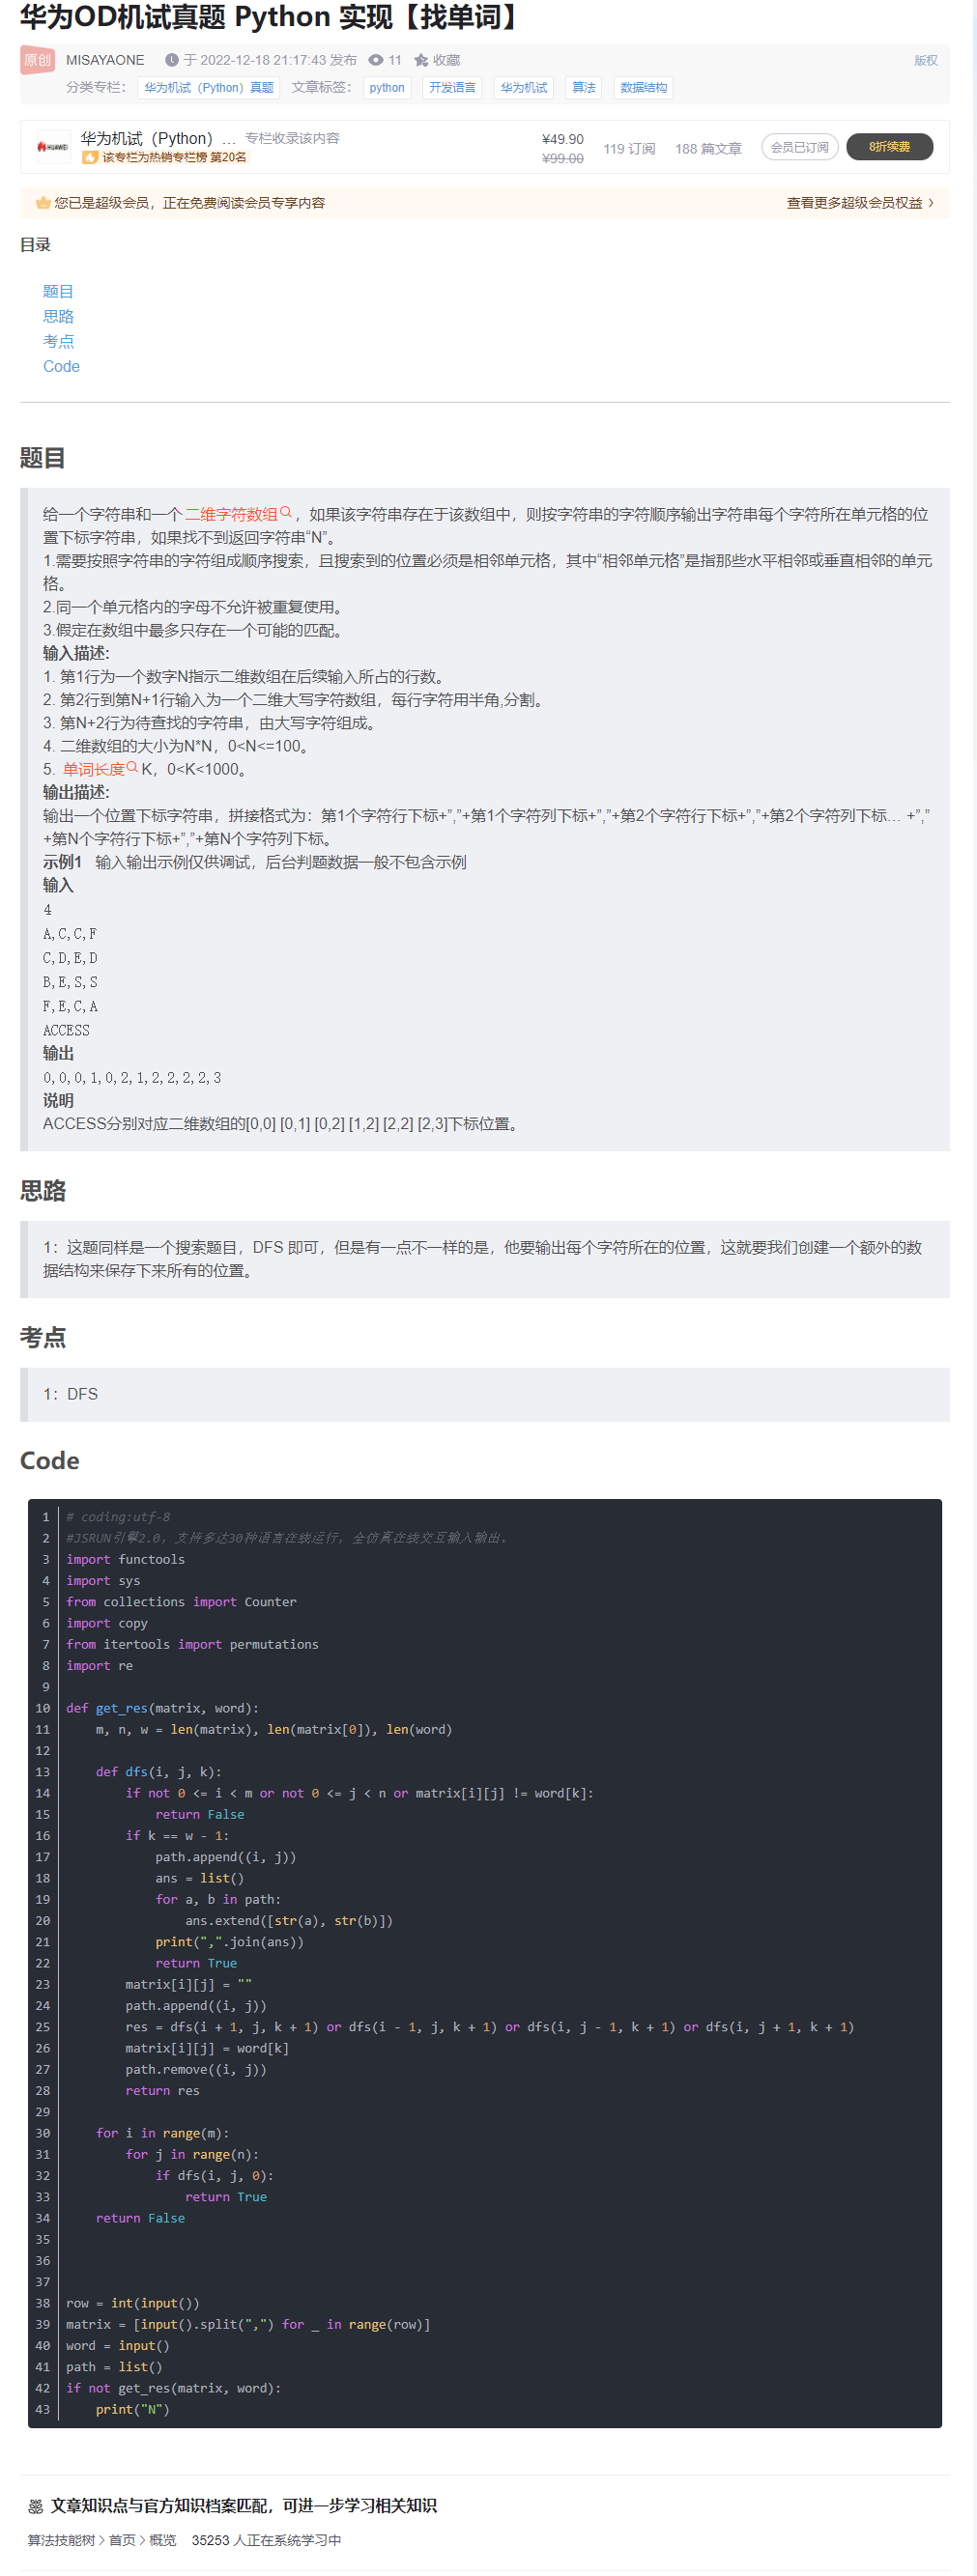 华为OD机试真题 Python 实现【找单词】
原创 MISAYAONE 于 2022-12-18 21:17:43 发布 11 收藏 版权
分类专栏： 华为机试（Python）真题 文章标签： python 开发语言 华为机试 算法 数据结构
HUAWEI 华为机试（Python）... 专栏收录该内容 ¥49.90 119 订阅 188 篇文章 会员已订阅 8折续费
该专栏为热销专栏榜 第20名 ¥99.00
您已是超级会员，正在免费阅读会员专享内容 查看更多超级会员权益
目录
题目
思路
考点
Code
题目
给一个字符串和一个 二维字符数组 ，如果该字符串存在于该数组中，则按字符串的字符顺序输出字符串每个字符所在单元格的位
置下标字符串，如果找不到返回字符串“N”。
1.需要按照字符串的字符组成顺序搜索，且搜索到的位置必须是相邻单元格，其中“相邻单元格”是指那些水平相邻或垂直相邻的单元
格。
2.同一个单元格内的字母不允许被重复使用。
3.假定在数组中最多只存在一个可能的匹配。
输入描述:
1. 第1行为一个数字N指示二维数组在后续输入所占的行数。
2. 第2行到第N+1行输入为一个二维大写字符数组，每行字符用半角,分割。
3. 第N+2行为待查找的字符串，由大写字符组成。
4. 二维数组的大小为N*N，0<N<=100。
5. 单词长度 K，0<K<1000。
输出描述:
输出一个位置下标字符串，拼接格式为：第1个字符行下标+”,”+第1个字符列下标+”,”+第2个字符行下标+”,”+第2个字符列下标... +”,”
+第N个字符行下标+”,”+第N个字符列下标。
示例1 输入输出示例仅供调试，后台判题数据一般不包含示例
输入
4
A,C,C,F
C,D,E,D
B,E,S,S
F,E,C,A
ACCESS
输出
0,0,0,1,0,2,1,2,2,2,2,3
说明
ACCESS分别对应二维数组的[0,0] [0,1] [0,2] [1,2] [2,2] [2,3]下标位置。
思路
1：这题同样是一个搜索题目，DFS 即可，但是有一点不一样的是，他要输出每个字符所在的位置，这就要我们创建一个额外的数
据结构来保存下来所有的位置。
考点
1：DFS
Code
1 # coding:utf-8
2 #JSRUN引擎2.0，支持多达30种语言在线运行，全仿真在线交互输入输出。
3 import functools
4 import sys
5 from collections import Counter
6 import copy
7 from itertools import permutations
8 import re
9
10 def get_res(matrix, word):
11     m, n, w = len(matrix), len(matrix[0]), len(word)
12
13     def dfs(i, j, k):
14         if not 0 <= i < m or not 0 <= j < n or matrix[i][j] != word[k]:
15             return False
16         if k == w - 1:
17             path.append((i, j))
18             ans = list()
19             for a, b in path:
20                 ans.extend([str(a), str(b)])
21             print(",".join(ans))
22             return True
23         matrix[i][j] = ""
24         path.append((i, j))
25         res = dfs(i + 1, j, k + 1) or dfs(i - 1, j, k + 1) or dfs(i, j - 1, k + 1) or dfs(i, j + 1, k + 1)
26         matrix[i][j] = word[k]
27         path.remove((i, j))
28         return res
29
30     for i in range(m):
31         for j in range(n):
32             if dfs(i, j, 0):
33                 return True
34     return False
35
36
37
38 row = int(input())
39 matrix = [input().split(",") for _ in range(row)]
40 word = input()
41 path = list()
42 if not get_res(matrix, word):
43     print("N")
文章知识点与官方知识档案匹配，可进一步学习相关知识
算法技能树 > 首页 > 概览 35253 人正在系统学习中